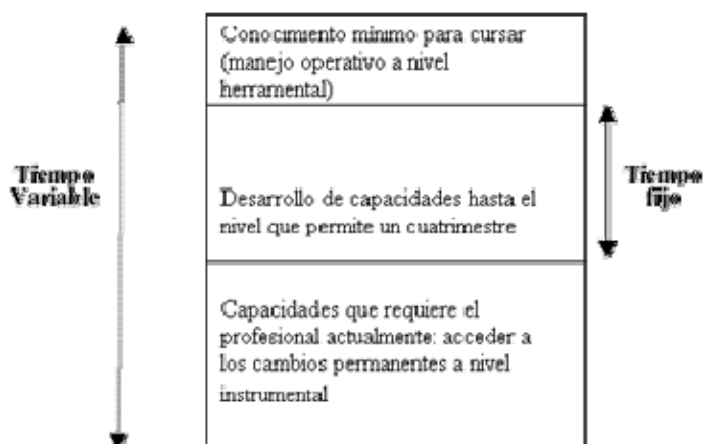 Conocimiento mínimo para cursar
(manejo operativo a nivel
herramental)
Tiempo
Variable
Desarrollo de capacidades hasta el
nivel que permite un cuatrimestre
Tiempo
fijo
Capacidades que requiere el
profesional actualmente: acceder a
los cambios permanentes a nivel
instrumental